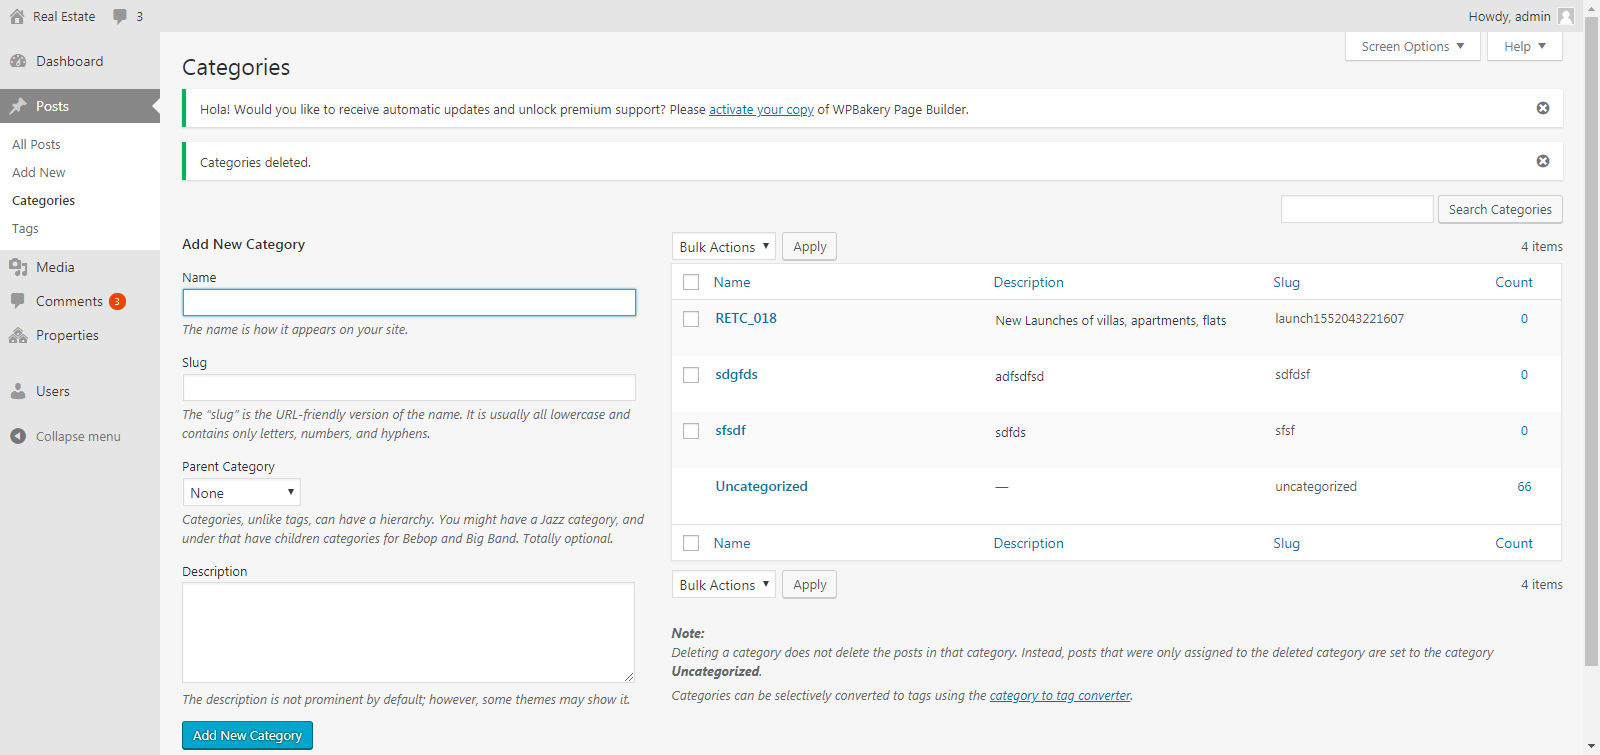 Real Estate 3
Howdy, admin
Dashboard
Posts
All Posts
Add New
Categories
Tags
Media
Comments 3
Properties
Users
Collapse menu
Screen Options
Help
Categories
Hola! Would you like to receive automatic updates and unlock premium support? Please activate your copy of WPBakery Page Builder.
Categories deleted.
Search Categories
Add New Category
Name
The name is how it appears on your site.
Slug
The “slug” is the URL-friendly version of the name. It is usually all lowercase and
contains only letters, numbers, and hyphens.
Parent Category
None
Categories, unlike tags, can have a hierarchy. You might have a Jazz category, and
under that have children categories for Bebop and Big Band. Totally optional.
Description
The description is not prominent by default; however, some themes may show it.
Add New Category
Bulk Actions Apply 4 items
Name Description Slug Count
RETC_018 New Launches of villas, apartments, flats launch1552043221607 0
sdgfds adfsdfsd sdfdsf 0
sfsdf sdfds sfsf 0
Uncategorized — uncategorized 66
Name Description Slug Count
Bulk Actions Apply 4 items
Note:
Deleting a category does not delete the posts in that category. Instead, posts that were only assigned to the deleted category are set to the category
Uncategorized.
Categories can be selectively converted to tags using the category to tag converter.